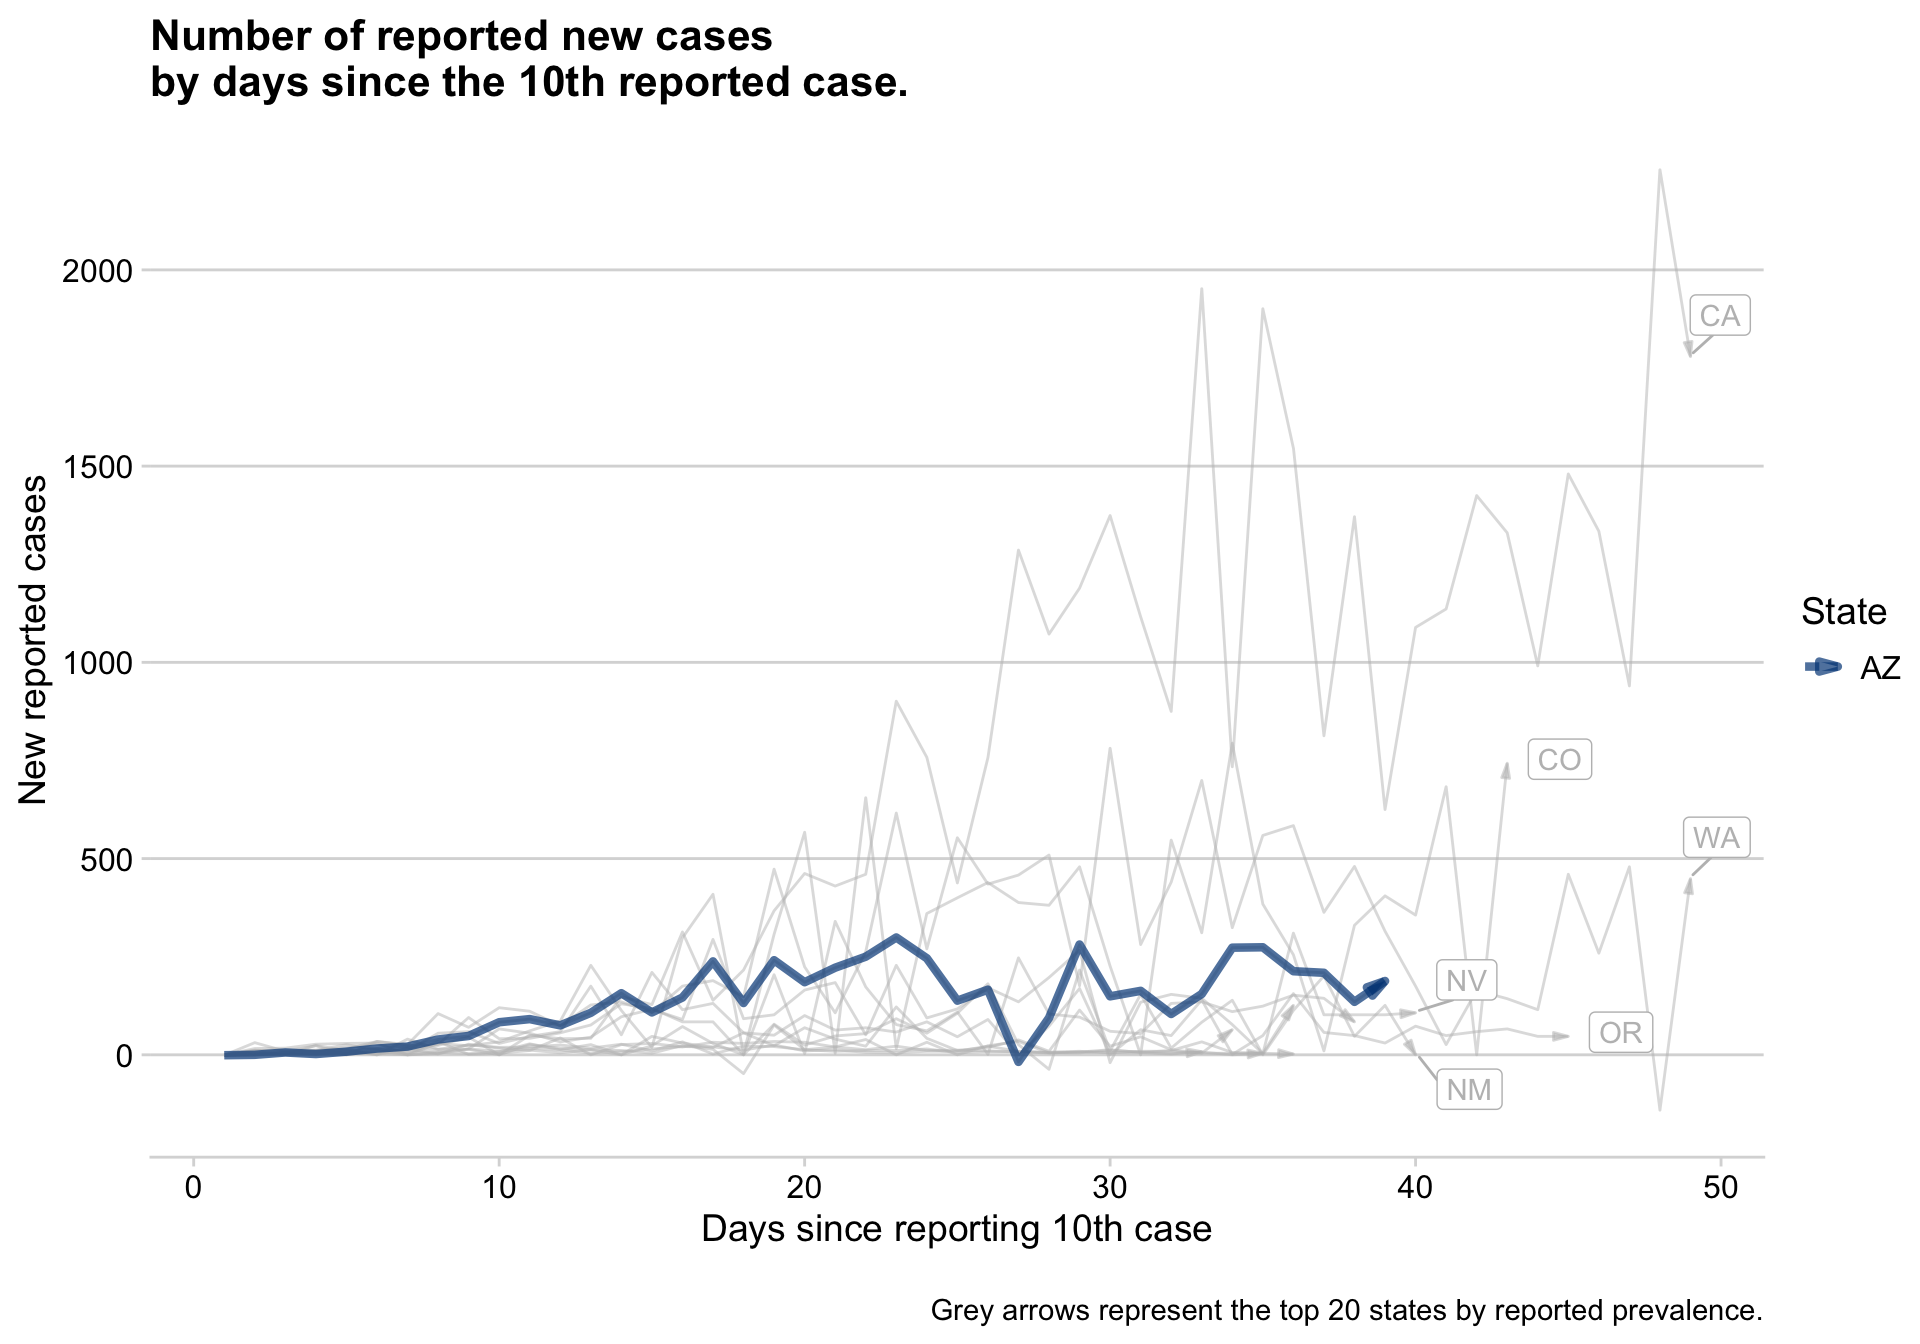 Number of reported new cases
by days since the 10th reported case.
New reported cases
2000
1500
1000
500
0
CA
CO
WA
NV
OR
NM
State
AZ
0 10 20 30 40 50
Days since reporting 10th case
Grey arrows represent the top 20 states by reported prevalence.